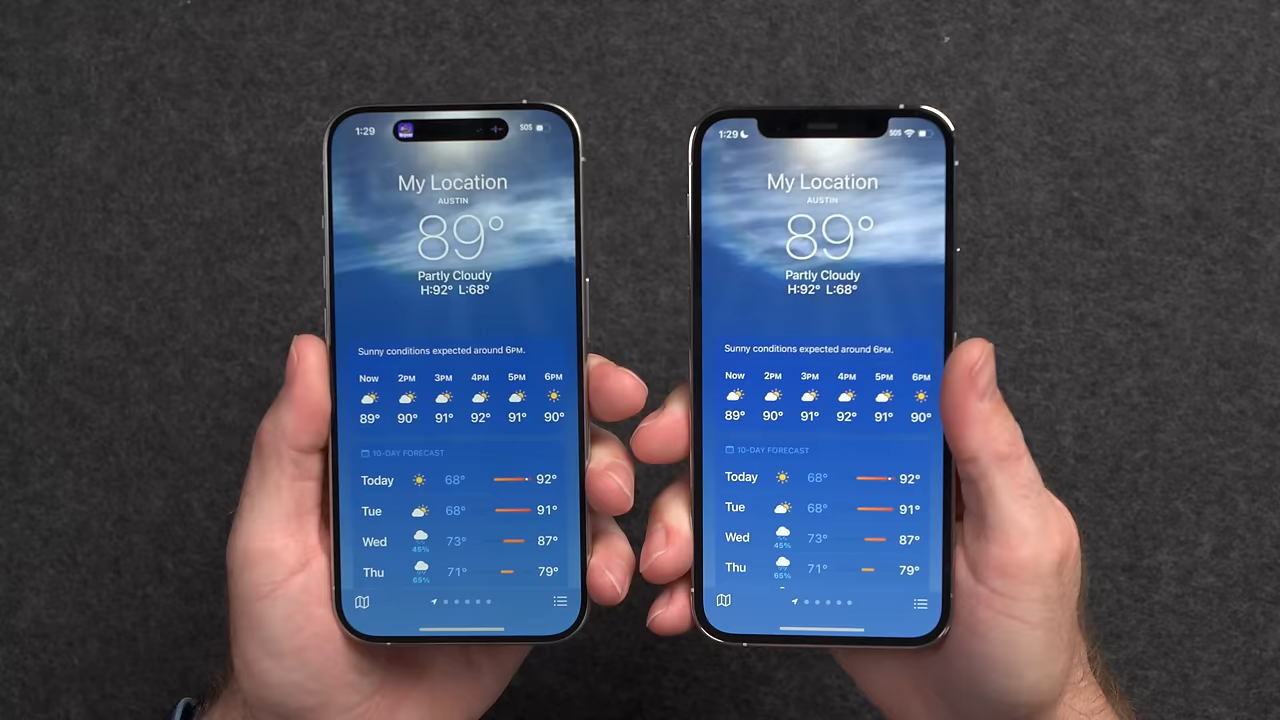 1:29
SOS
My Location
AUSTIN
89°
Partly Cloudy
H:92° L:68°
Sunny conditions expected around 6PM.
Now 2PM 3PM 4PM 5PM 6PM
89° 90° 91° 92° 91° 90°
10-DAY FORECAST
Today 68° 92°
Tue 68° 91°
Wed 45% 73° 87°
Thu 65% 71° 79°
1:29
SOS
My Location
AUSTIN
89°
Partly Cloudy
H:92° L:68°
Sunny conditions expected around 6PM.
Now 2PM 3PM 4PM 5PM 6PM
89° 90° 91° 92° 91° 90°
10-DAY FORECAST
Today 68° 92°
Tue 68° 91°
Wed 45% 73° 87°
Thu 65% 71° 79°